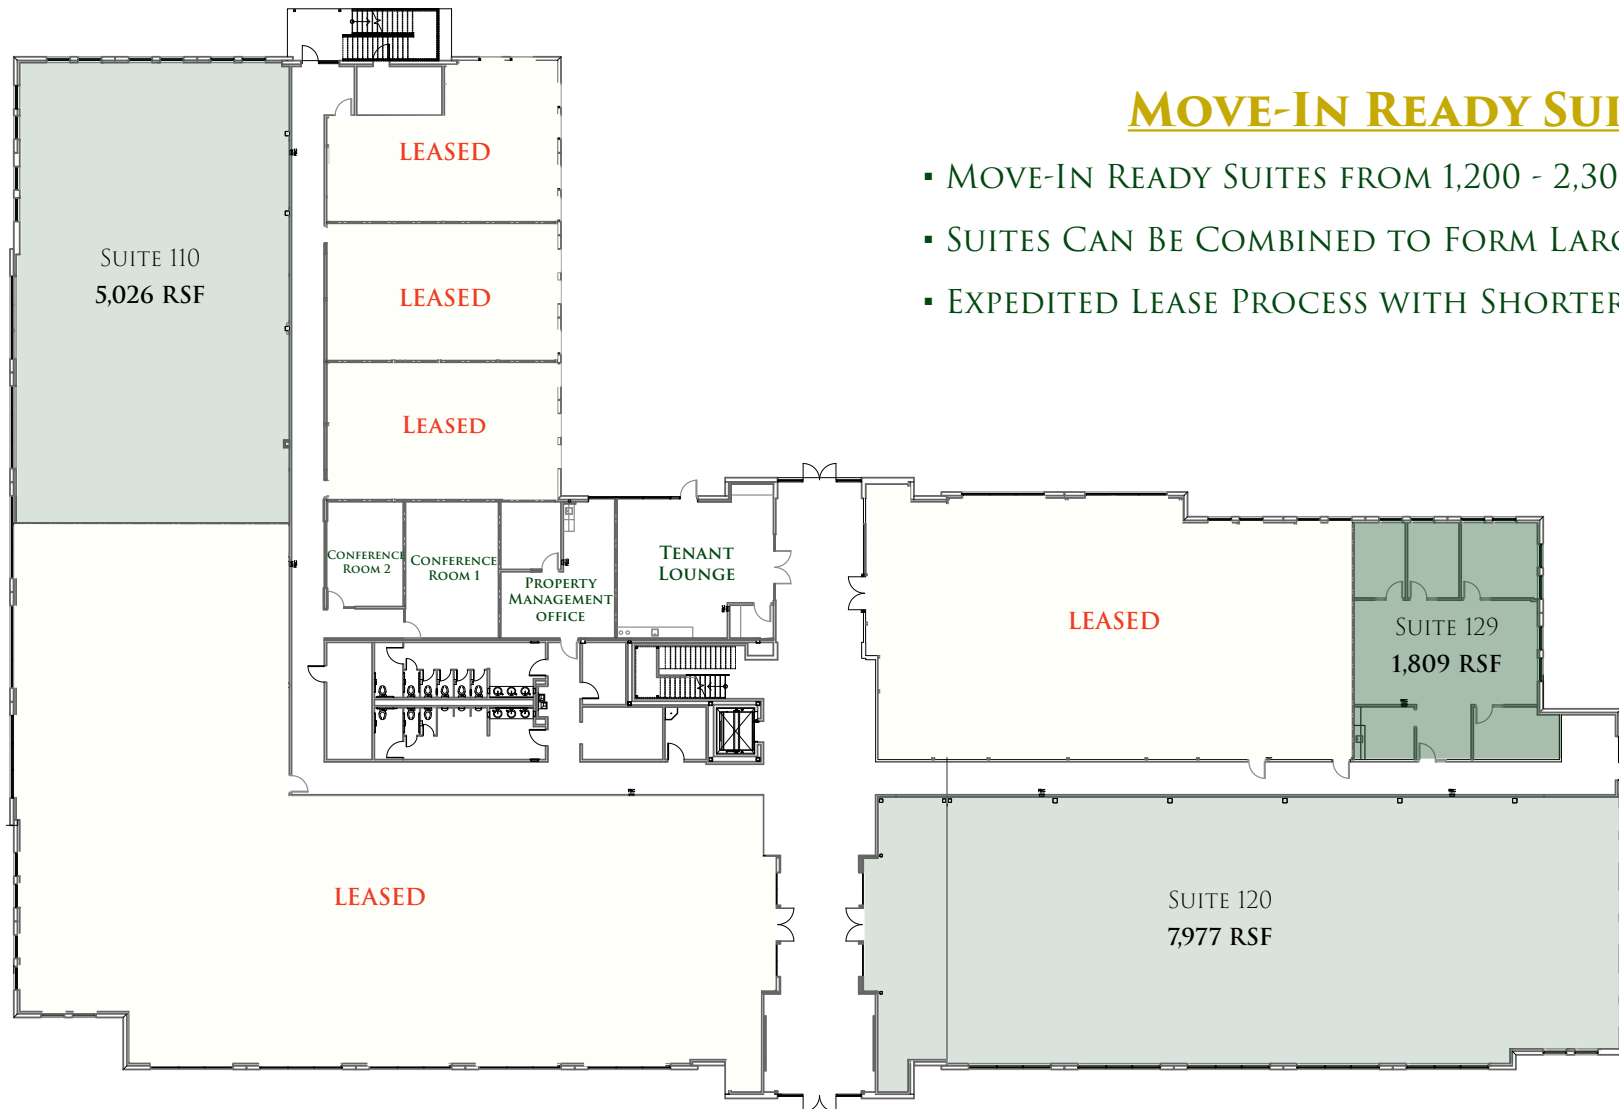 Move-In Ready Sui
▪ Move-In Ready Suites from 1,200 - 2,30
▪ Suites Can Be Combined to Form Larg
▪ Expedited Lease Process with Shorter
LEASED
Suite 110
5,026 RSF
LEASED
Leased
Conference
Room 2
Conference
Room 1
Property
Management
office
Tenant
Lounge
LEASED
Suite 129
1,809 RSF
LEASED
Suite 120
7,977 RSF